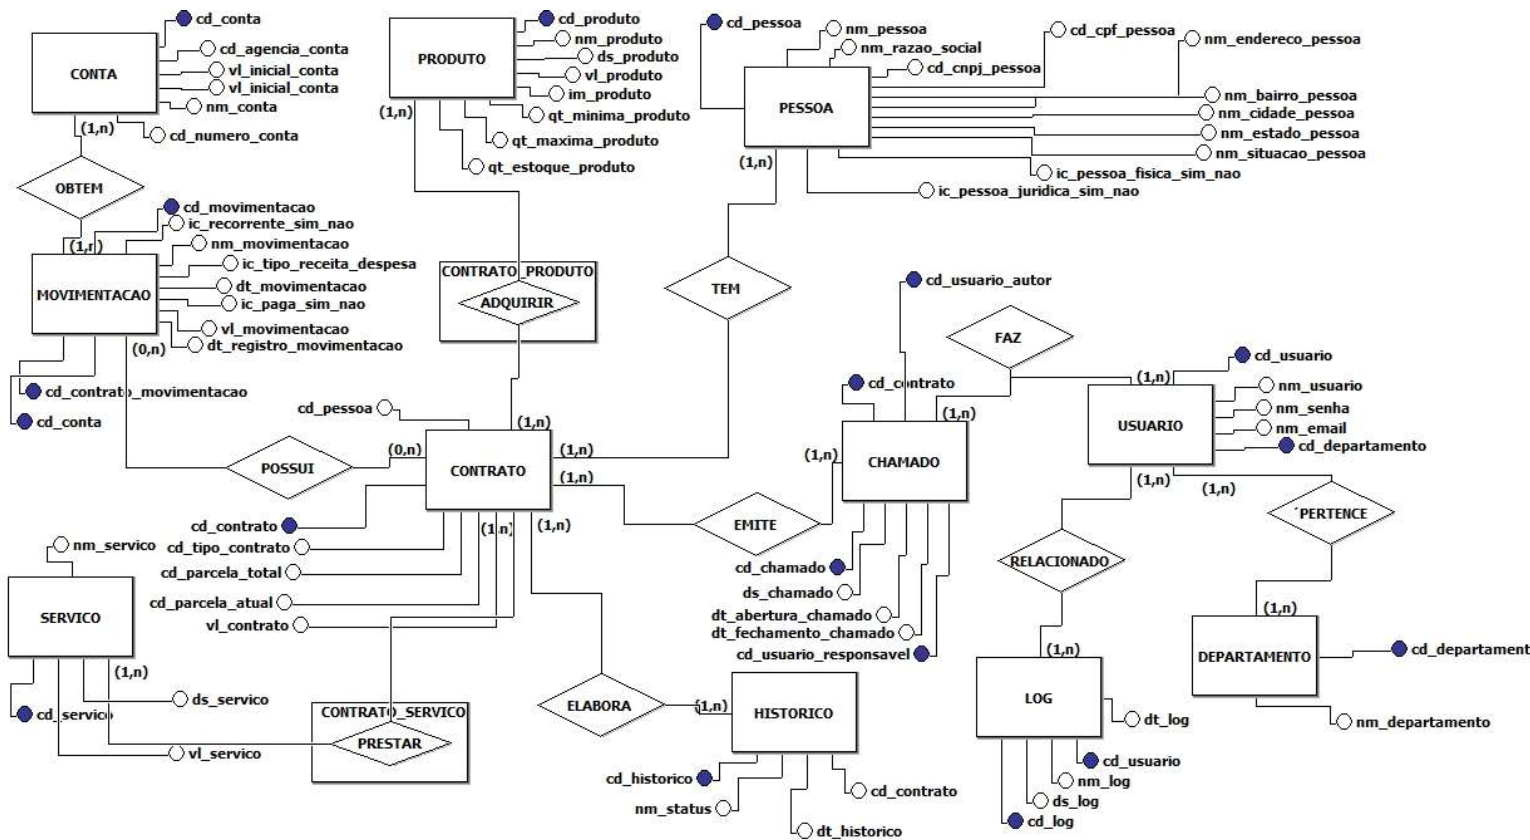 cd_conta
cd_agencia_conta
vl_inicial_conta
vl_inicial_conta
nm_conta
cd_numero_conta
CONTA
(1,n)
OBTEM
cd_produto
nm_produto
ds_produto
vl_produto
im_produto
qt_minima_produto
qt_maxima_produto
qt_estoque_produto
PRODUTO
(1,n)
cd_pessoa
nm_pessoa
nm_razao_social
cd_cnpj_pessoa
cd_cpf_pessoa
nm_endereco_pessoa
nm_bairro_pessoa
nm_cidade_pessoa
nm_estado_pessoa
nm_situacao_pessoa
ic_pessoa_fisica_sim_nao
ic_pessoa_juridica_sim_nao
PESSOA
(1,n)
cd_movimentacao
ic_recorrente_sim_nao
(1,n)
nm_movimentacao
ic_tipo_receita_despesa
dt_movimentacao
ic_paga_sim_nao
vl_movimentacao
dt_registro_movimentacao
MOVIMENTACAO
(0,n)
cd_contrato_movimentacao
cd_conta
CONTRATO_PRODUTO
ADQUIRIR
TEM
cd_usuario_autor
FAZ
cd_contrato
(1,n)
(1,n)
cd_usuario
nm_usuario
nm_senha
nm_email
cd_departamento
USUARIO
(1,n)
(1,n)
cd_pessoa
(1,n)
(0,n)
POSSUI
CONTRATO
(1,n)
(1,n)
(1,n)
(1,n)
cd_contrato
cd_tipo_contrato
cd_parcela_total
cd_parcela_atual
vl_contrato
EMITE
(1,n)
CHAMADO
cd_chamado
ds_chamado
dt_abertura_chamado
dt_fechamento_chamado
cd_usuario_responsavel
RELACIONADO
´PERTENCE
(1,n)
DEPARTAMENTO
cd_departament
nm_departamento
nm_servico
SERVICO
(1,n)
ds_servico
cd_servico
vl_servico
CONTRATO_SERVICO
PRESTAR
ELABORA
(1,n)
HISTORICO
cd_historico
nm_status
dt_historico
cd_contrato
(1,n)
LOG
dt_log
cd_usuario
nm_log
ds_log
cd_log